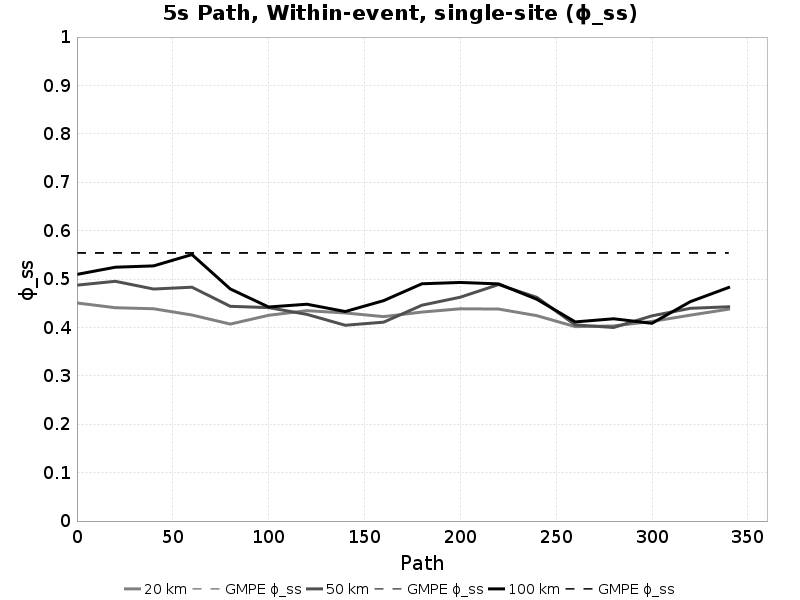 5s Path, Within-event, single-site (ϕ_ss)
1
0.9
0.8
0.7
0.6
0.5
0.4
0.3
0.2
0.1
0
ϕ_ss
0 50 100 150 200 250 300 350
Path
20 km GMPE ϕ_ss 50 km GMPE ϕ_ss 100 km GMPE ϕ_ss